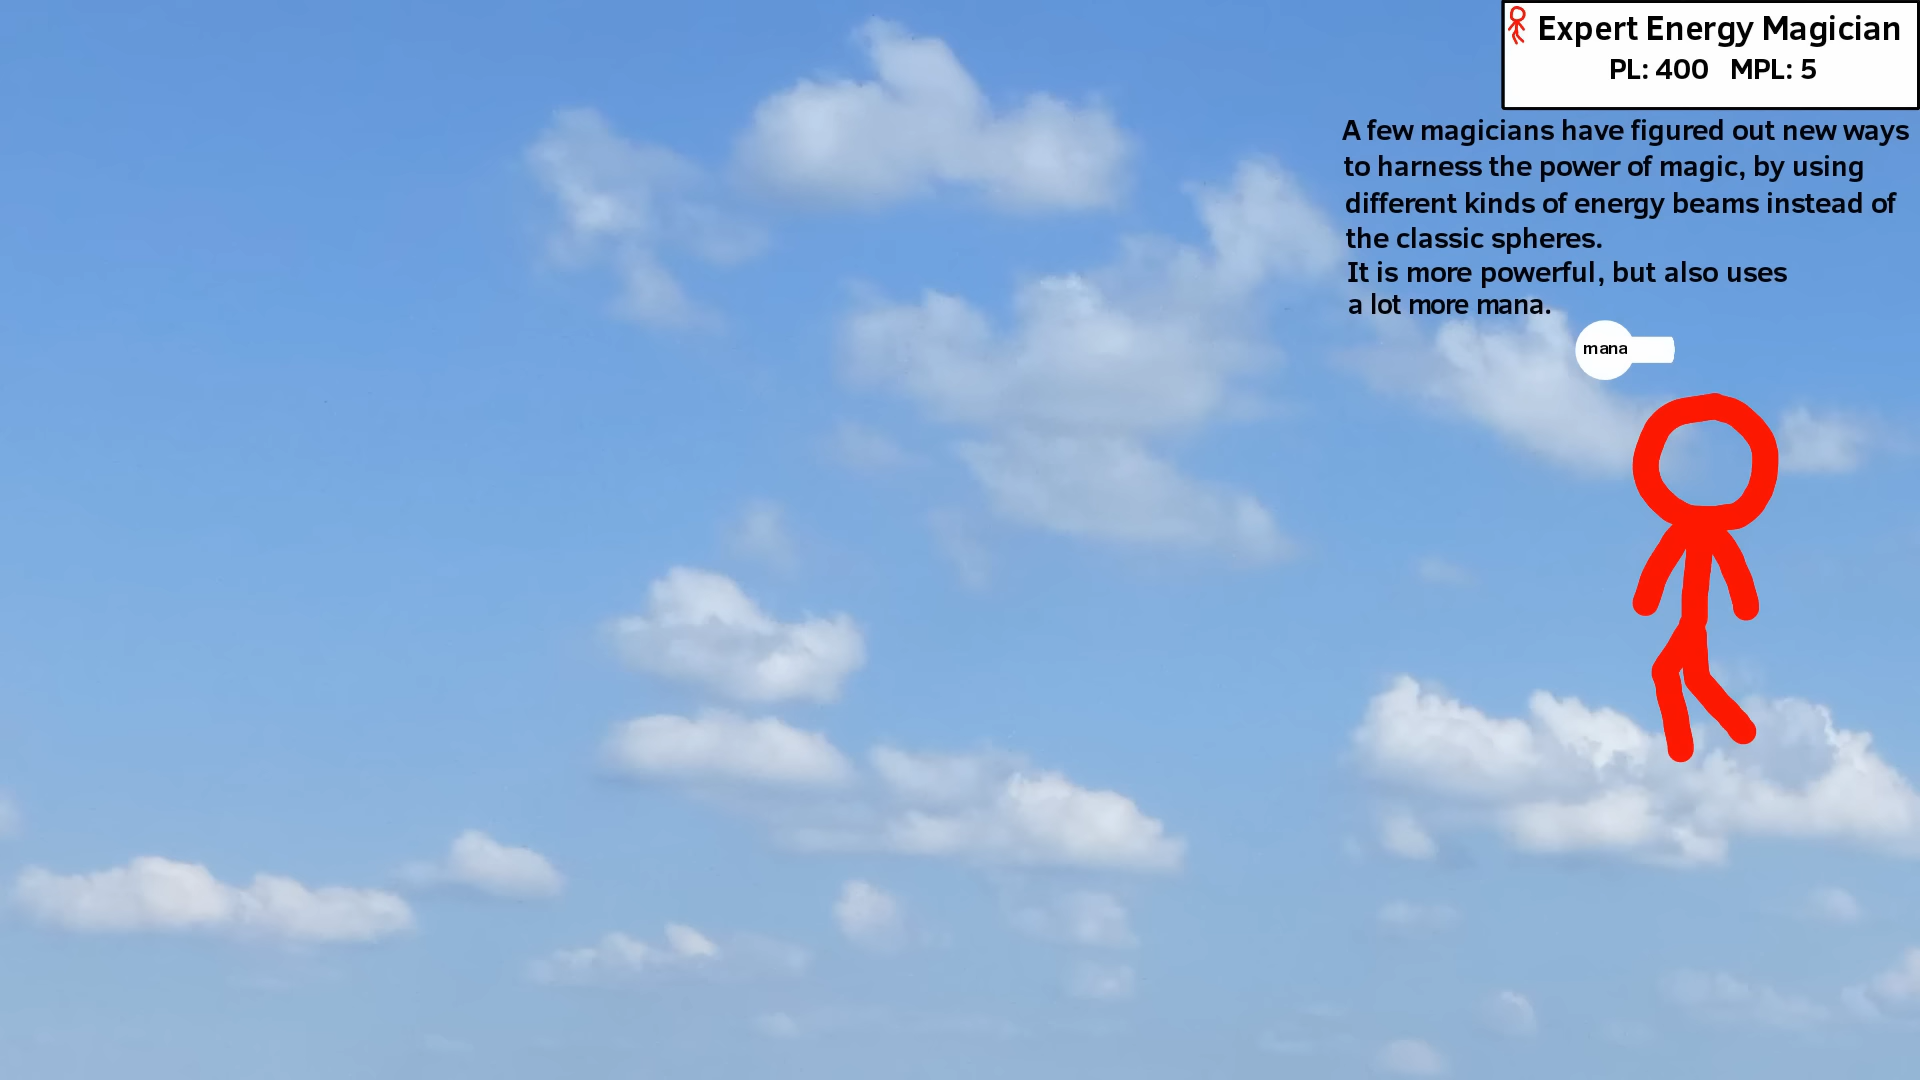 Expert Energy Magician
PL: 400 MPL: 5
A few magicians have figured out new ways
to harness the power of magic, by using
different kinds of energy beams instead of
the classic spheres.
It is more powerful, but also uses
a lot more mana.
mana